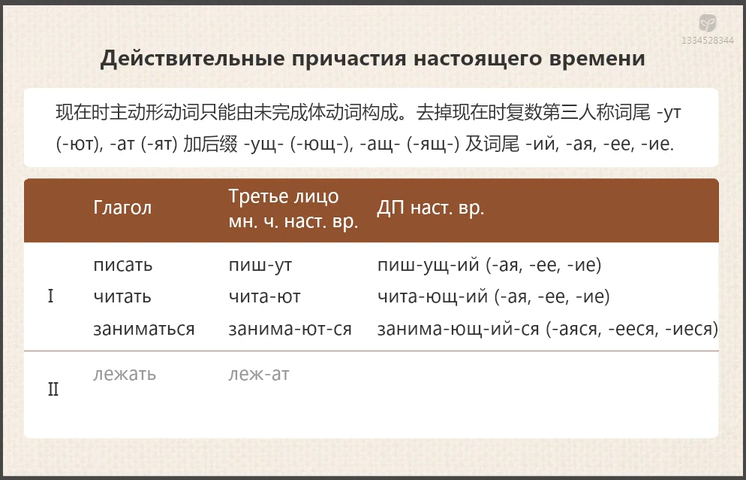 1334528344
Действительные причастия настоящего времени
现在时主动形动词只能由未完成体动词构成。去掉现在时复数第三人称词尾 -ут
(-ют), -ат (-ят) 加后缀 -ущ- (-ющ-), -ащ- (-ящ-) 及词尾 -ий, -ая, -ее, -ие.
Глагол
Третье лицо
мн. ч. наст. вр.
ДП наст. вр.
I
писать пиш-ут пиш-ущ-ий (-ая, -ее, -ие)
читать чита-ют чита-ющ-ий (-ая, -ее, -ие)
заниматься занима-ют-ся занима-ющ-ий-ся (-аяся, -ееся, -иеся)
II
лежать леж-ат